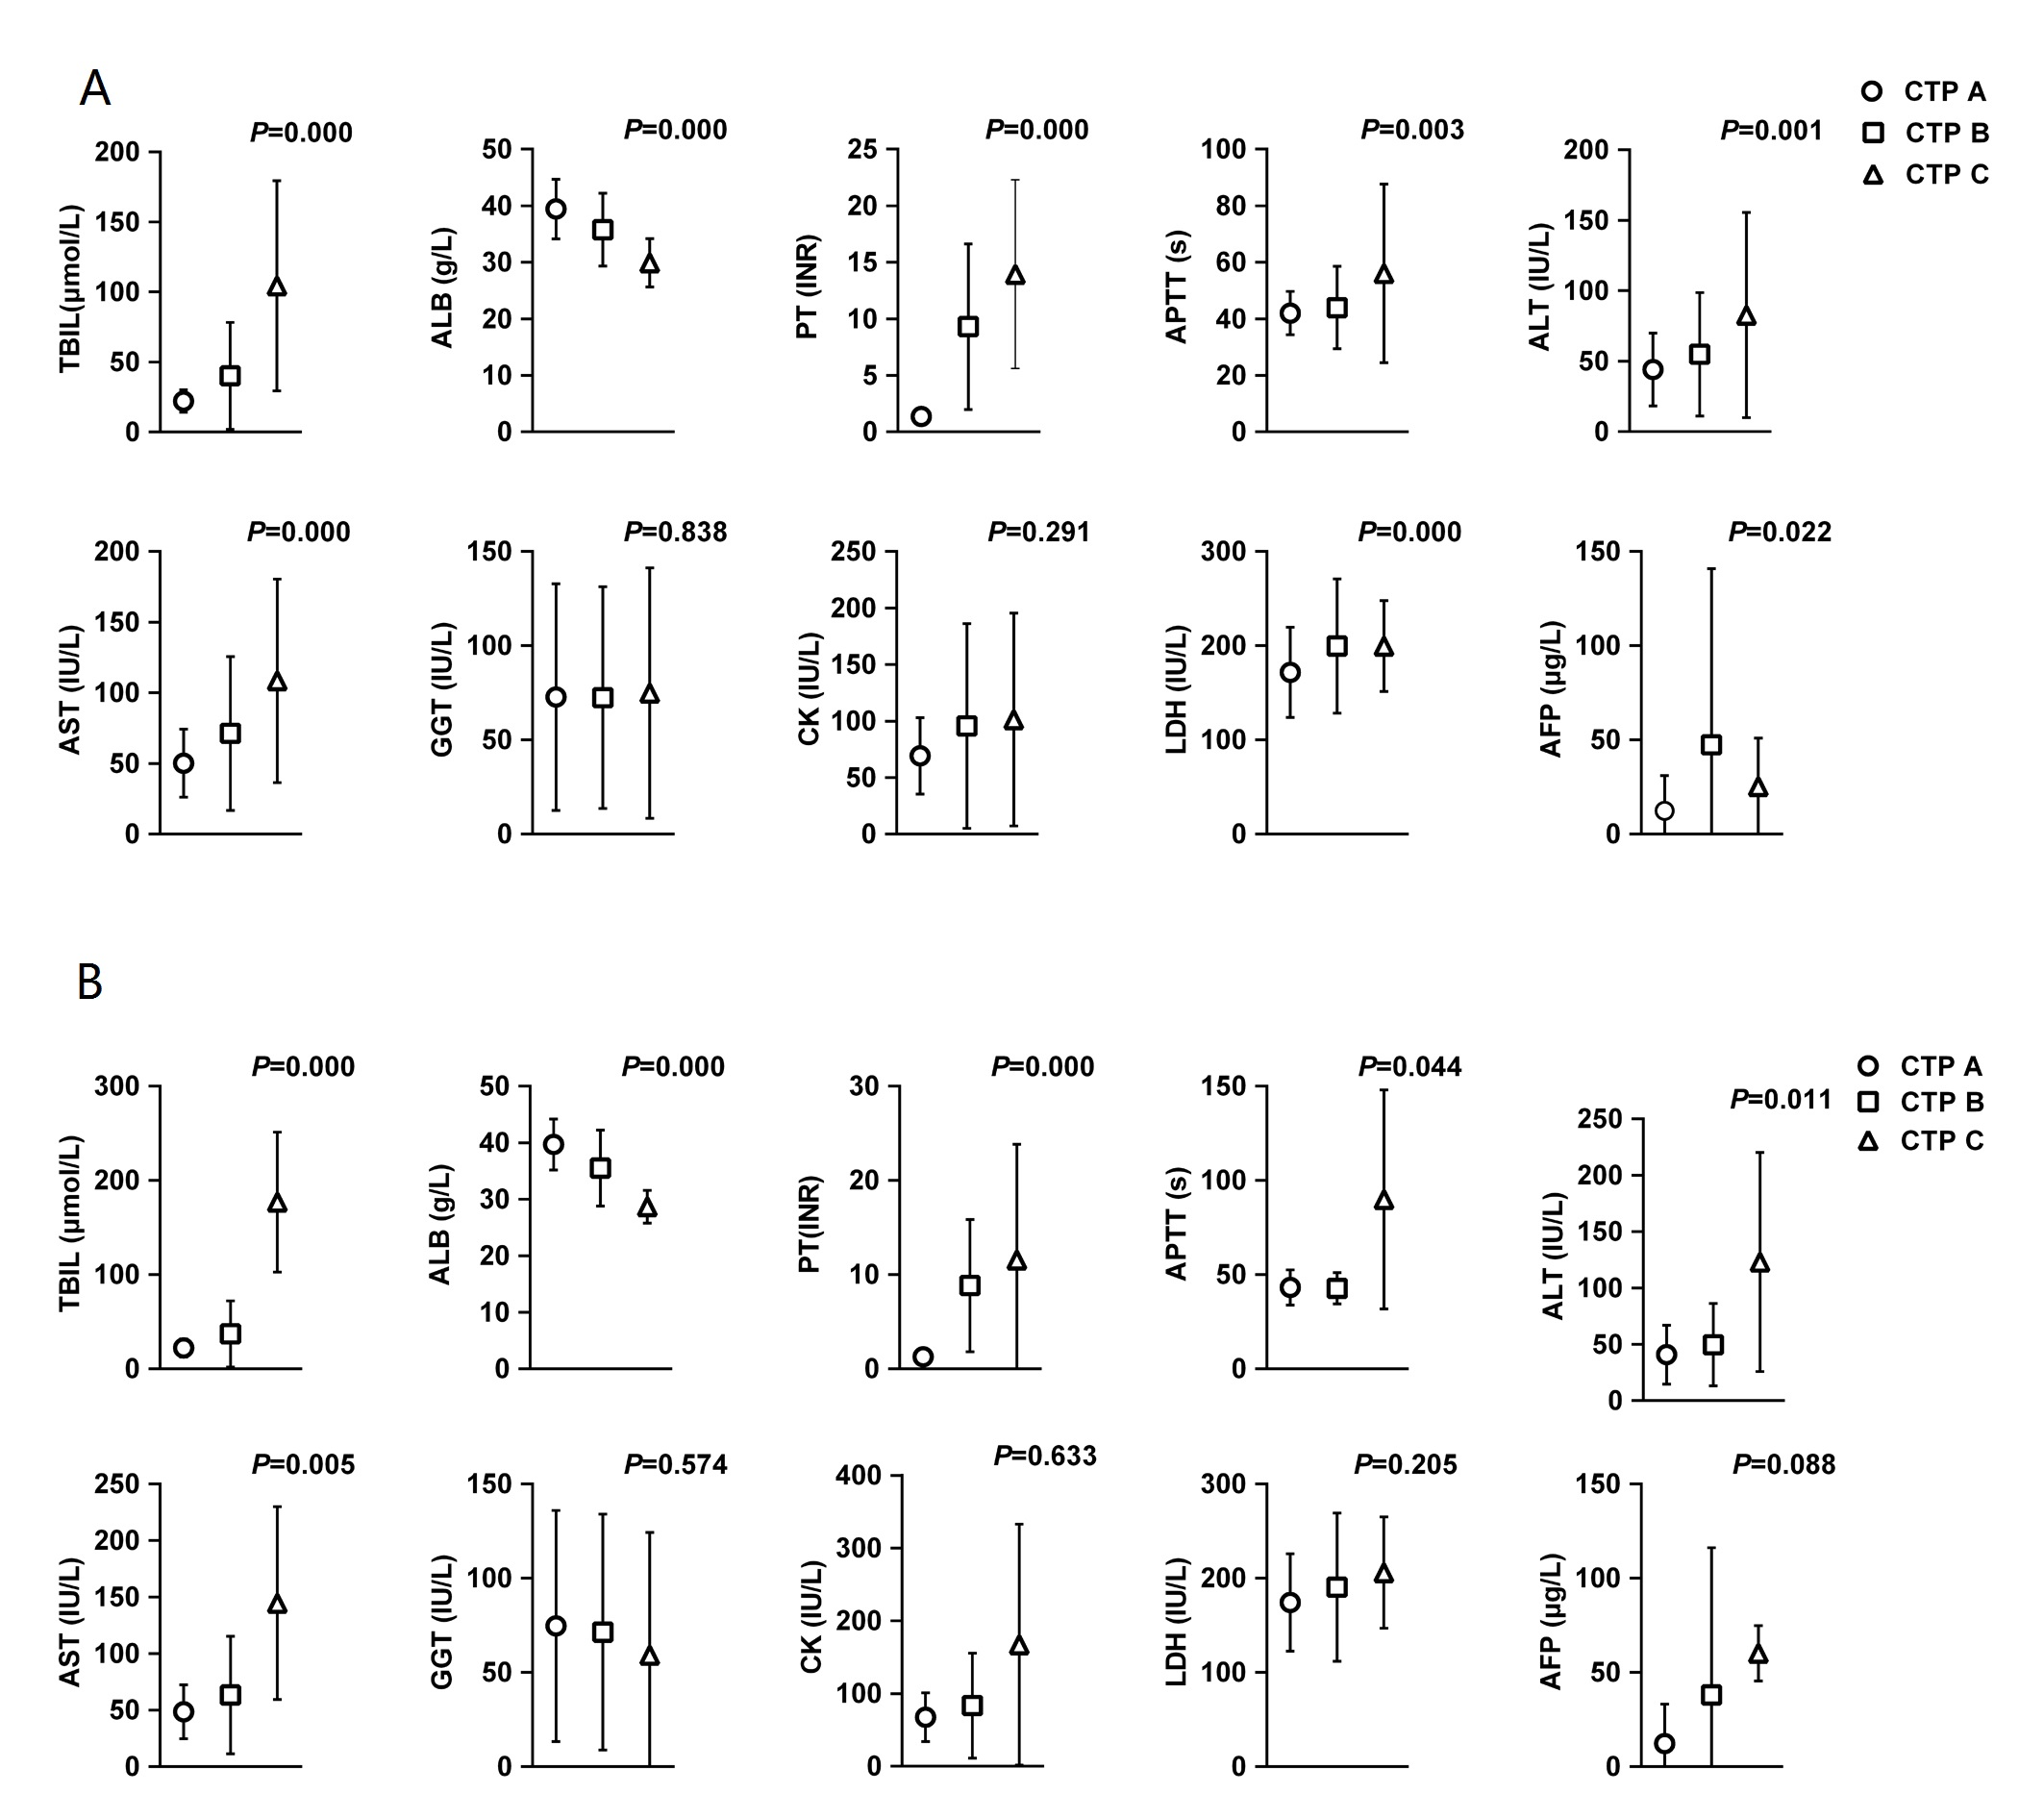 A
CTP A
CTP B
CTP C
P=0.000
TBIL(μmol/L)
200
150
100
50
0
P=0.000
ALB (g/L)
50
40
30
20
10
0
P=0.000
PT (INR)
25
20
15
10
5
0
P=0.003
APTT (s)
100
80
60
40
20
0
P=0.001
ALT (IU/L)
200
150
100
50
0
P=0.000
AST (IU/L)
200
150
100
50
0
P=0.838
GGT (IU/L)
150
100
50
0
P=0.291
CK (IU/L)
250
200
150
100
50
0
P=0.000
LDH (IU/L)
300
200
100
0
P=0.022
AFP (μg/L)
150
100
50
0
B
CTP A
CTP B
CTP C
P=0.000
TBIL (μmol/L)
300
200
100
0
P=0.000
ALB (g/L)
50
40
30
20
10
0
P=0.000
PT(INR)
30
20
10
0
P=0.044
APTT (s)
150
100
50
0
P=0.011
ALT (IU/L)
250
200
150
100
50
0
P=0.005
AST (IU/L)
250
200
150
100
50
0
P=0.574
GGT (IU/L)
150
100
50
0
P=0.633
CK (IU/L)
400
300
200
100
0
P=0.205
LDH (IU/L)
300
200
100
0
P=0.088
AFP (μg/L)
150
100
50
0